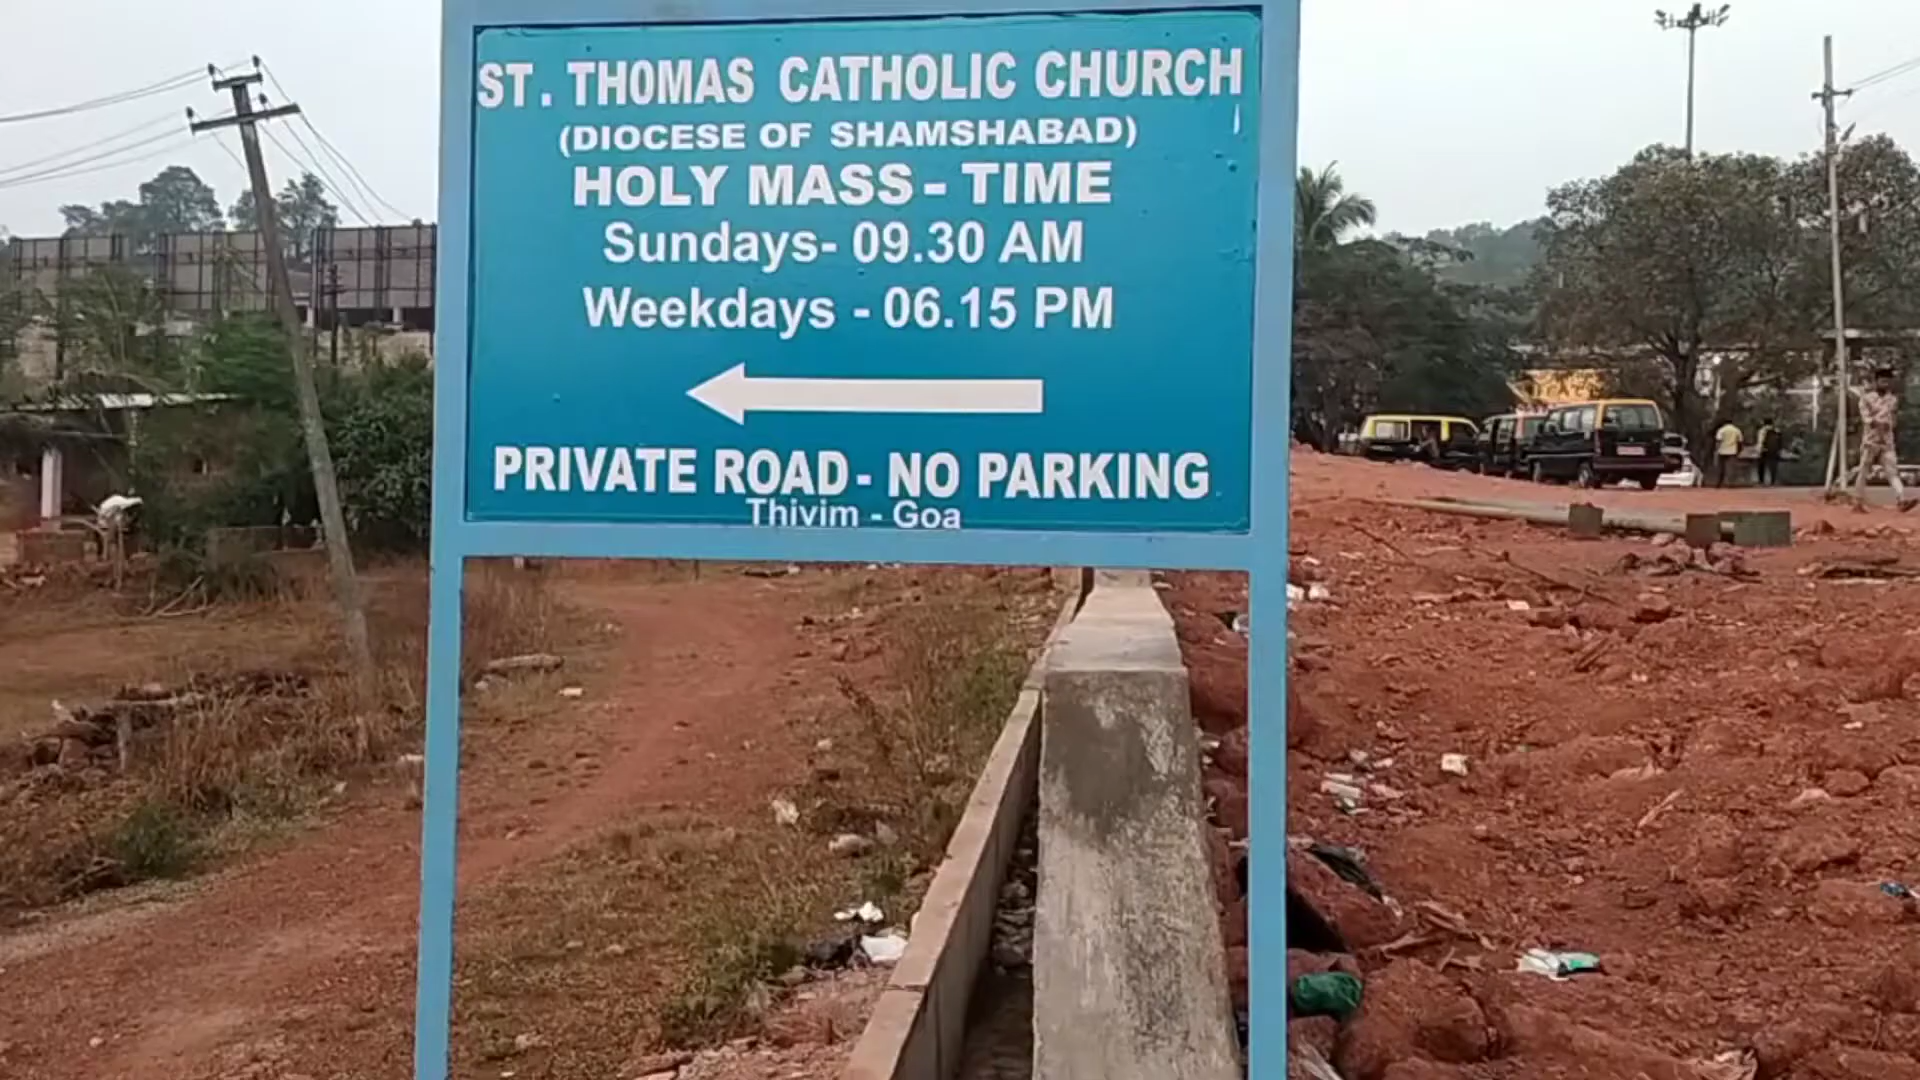 ST. THOMAS CATHOLIC CHURCH
(DIOCESE OF SHAMSHABAD)
HOLY MASS - TIME
Sundays- 09.30 AM
Weekdays - 06.15 PM
PRIVATE ROAD - NO PARKING
Thivim - Goa